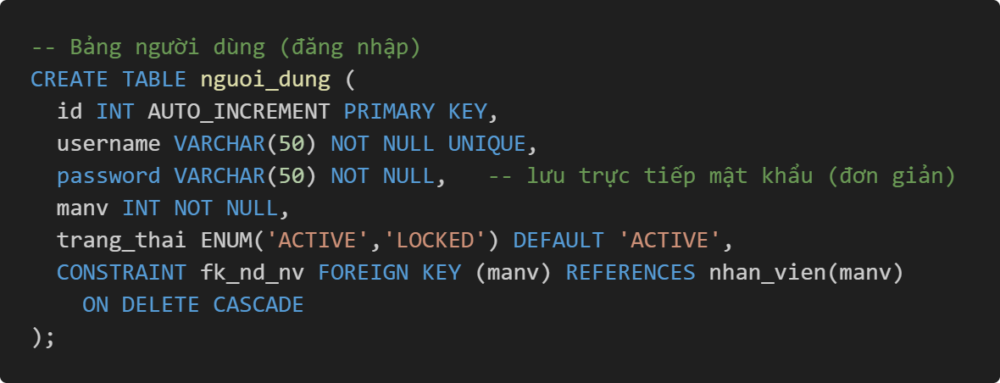 -- Bảng người dùng (đăng nhập)
CREATE TABLE nguoi_dung (
  id INT AUTO_INCREMENT PRIMARY KEY,
  username VARCHAR(50) NOT NULL UNIQUE,
  password VARCHAR(50) NOT NULL,   -- lưu trực tiếp mật khẩu (đơn giản)
  manv INT NOT NULL,
  trang_thai ENUM('ACTIVE','LOCKED') DEFAULT 'ACTIVE',
  CONSTRAINT fk_nd_nv FOREIGN KEY (manv) REFERENCES nhan_vien(manv)
    ON DELETE CASCADE
);